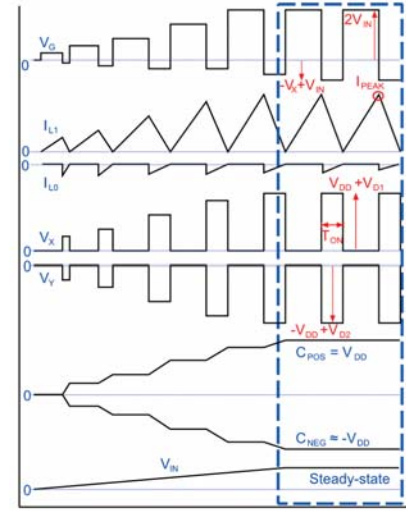 2V_IN
V_G
0
-V_X+V_IN
I_PEAK
I_L1
0
I_L0
V_DD +V_D1
V_X
0
T_ON
V_Y
0
-V_DD +V_D2
C_POS = V_DD
0
C_NEG ≈ -V_DD
V_IN
Steady-state
0